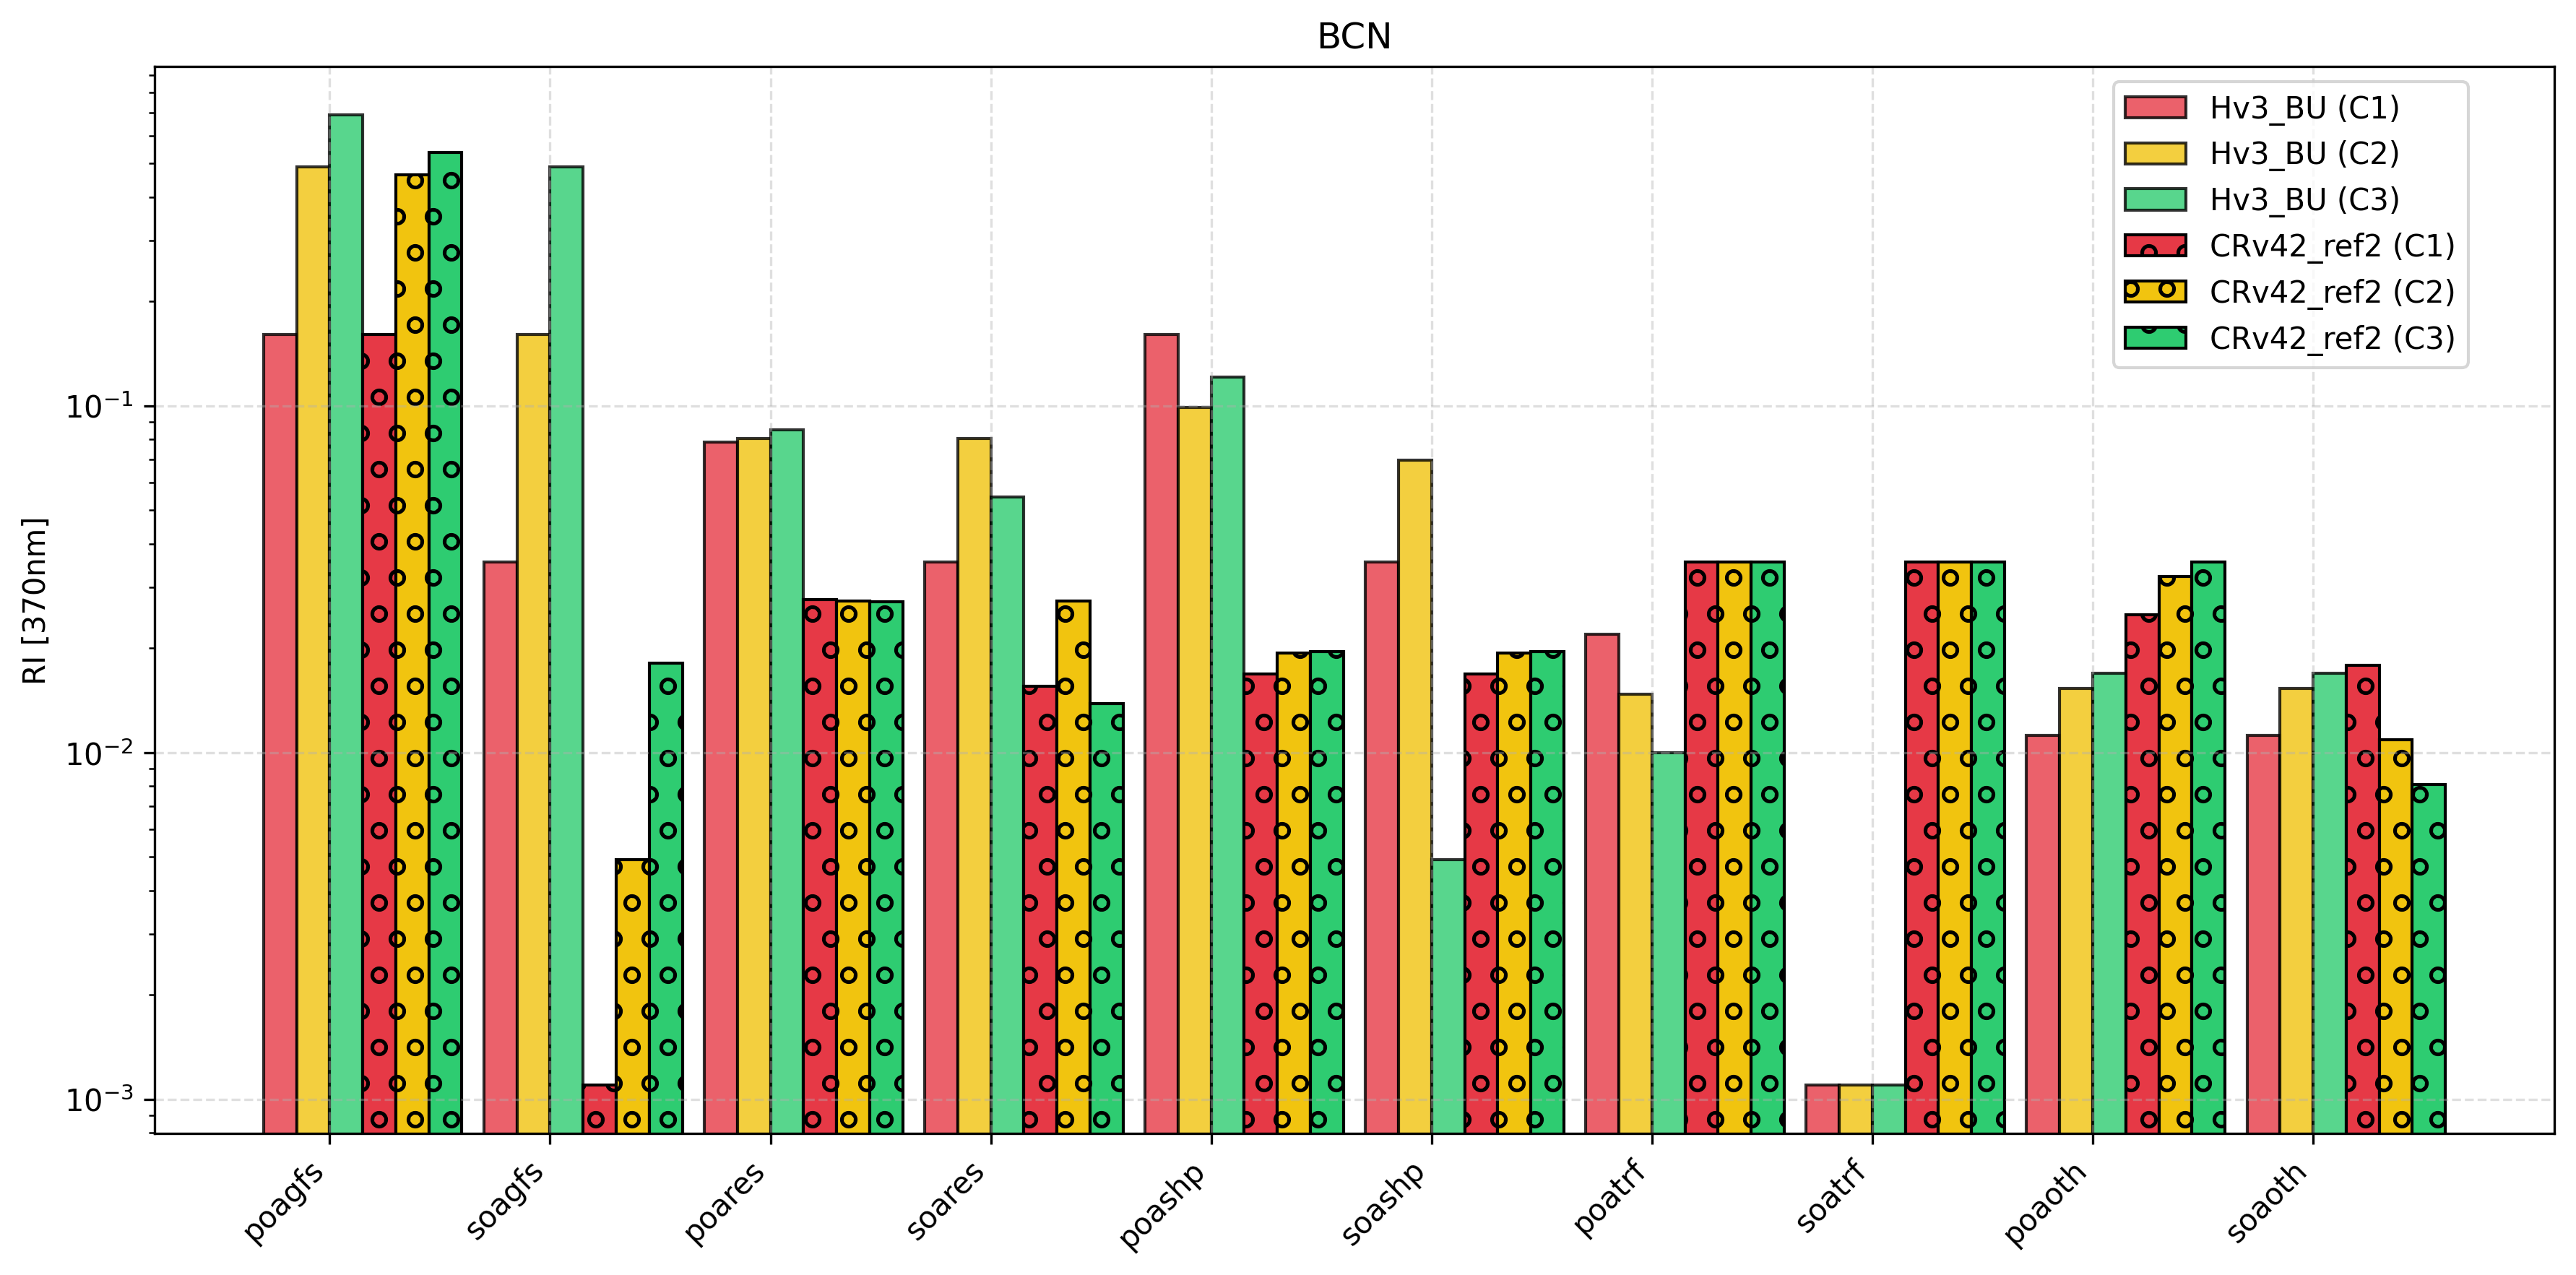 BCN
RI [370nm]
10⁻¹
10⁻²
10⁻³
Hv3_BU (C1)
Hv3_BU (C2)
Hv3_BU (C3)
CRv42_ref2 (C1)
CRv42_ref2 (C2)
CRv42_ref2 (C3)
poagfs
soagfs
poares
soares
poashp
soashp
poatrf
soatrf
poaoth
soaoth